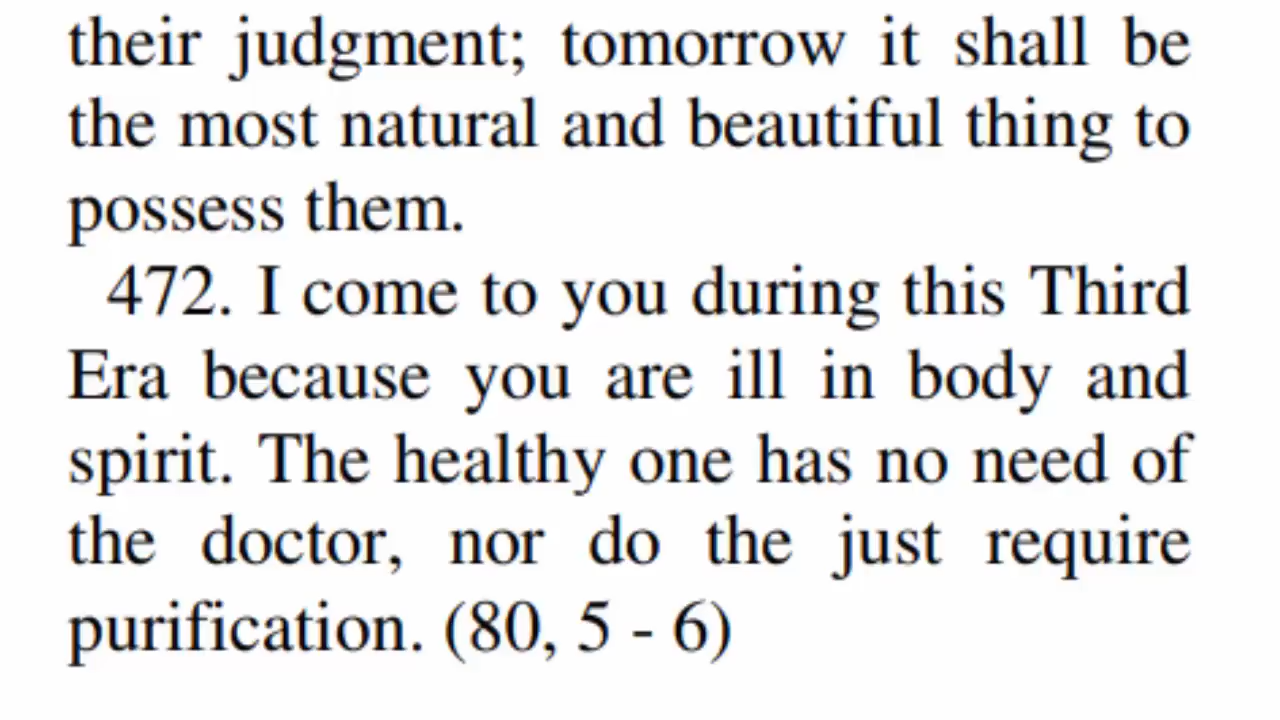 their judgment; tomorrow it shall be
the most natural and beautiful thing to
possess them.
472. I come to you during this Third
Era because you are ill in body and
spirit. The healthy one has no need of
the doctor, nor do the just require
purification. (80, 5 - 6)